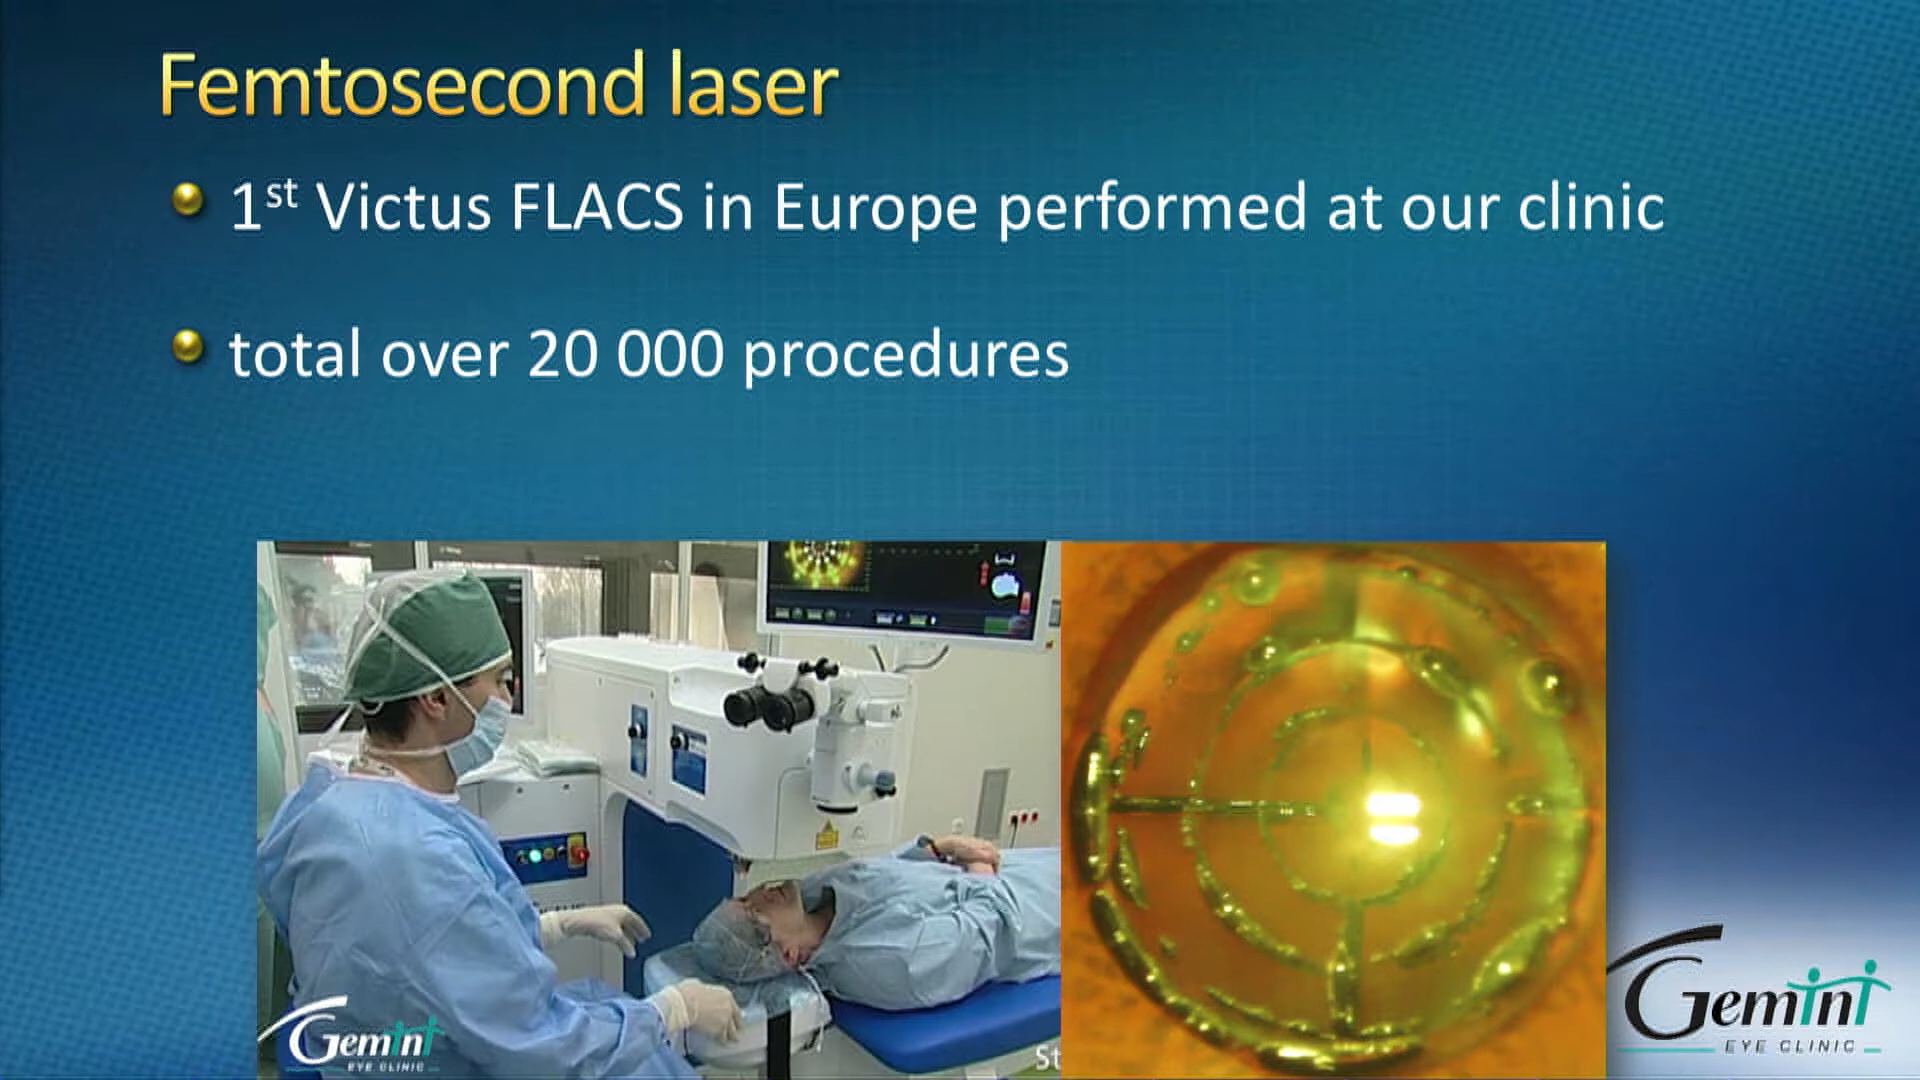 Femtosecond laser
1st Victus FLACS in Europe performed at our clinic
total over 20 000 procedures
St
Gemini
EYE CLINIC
Gemini
EYE CLINIC